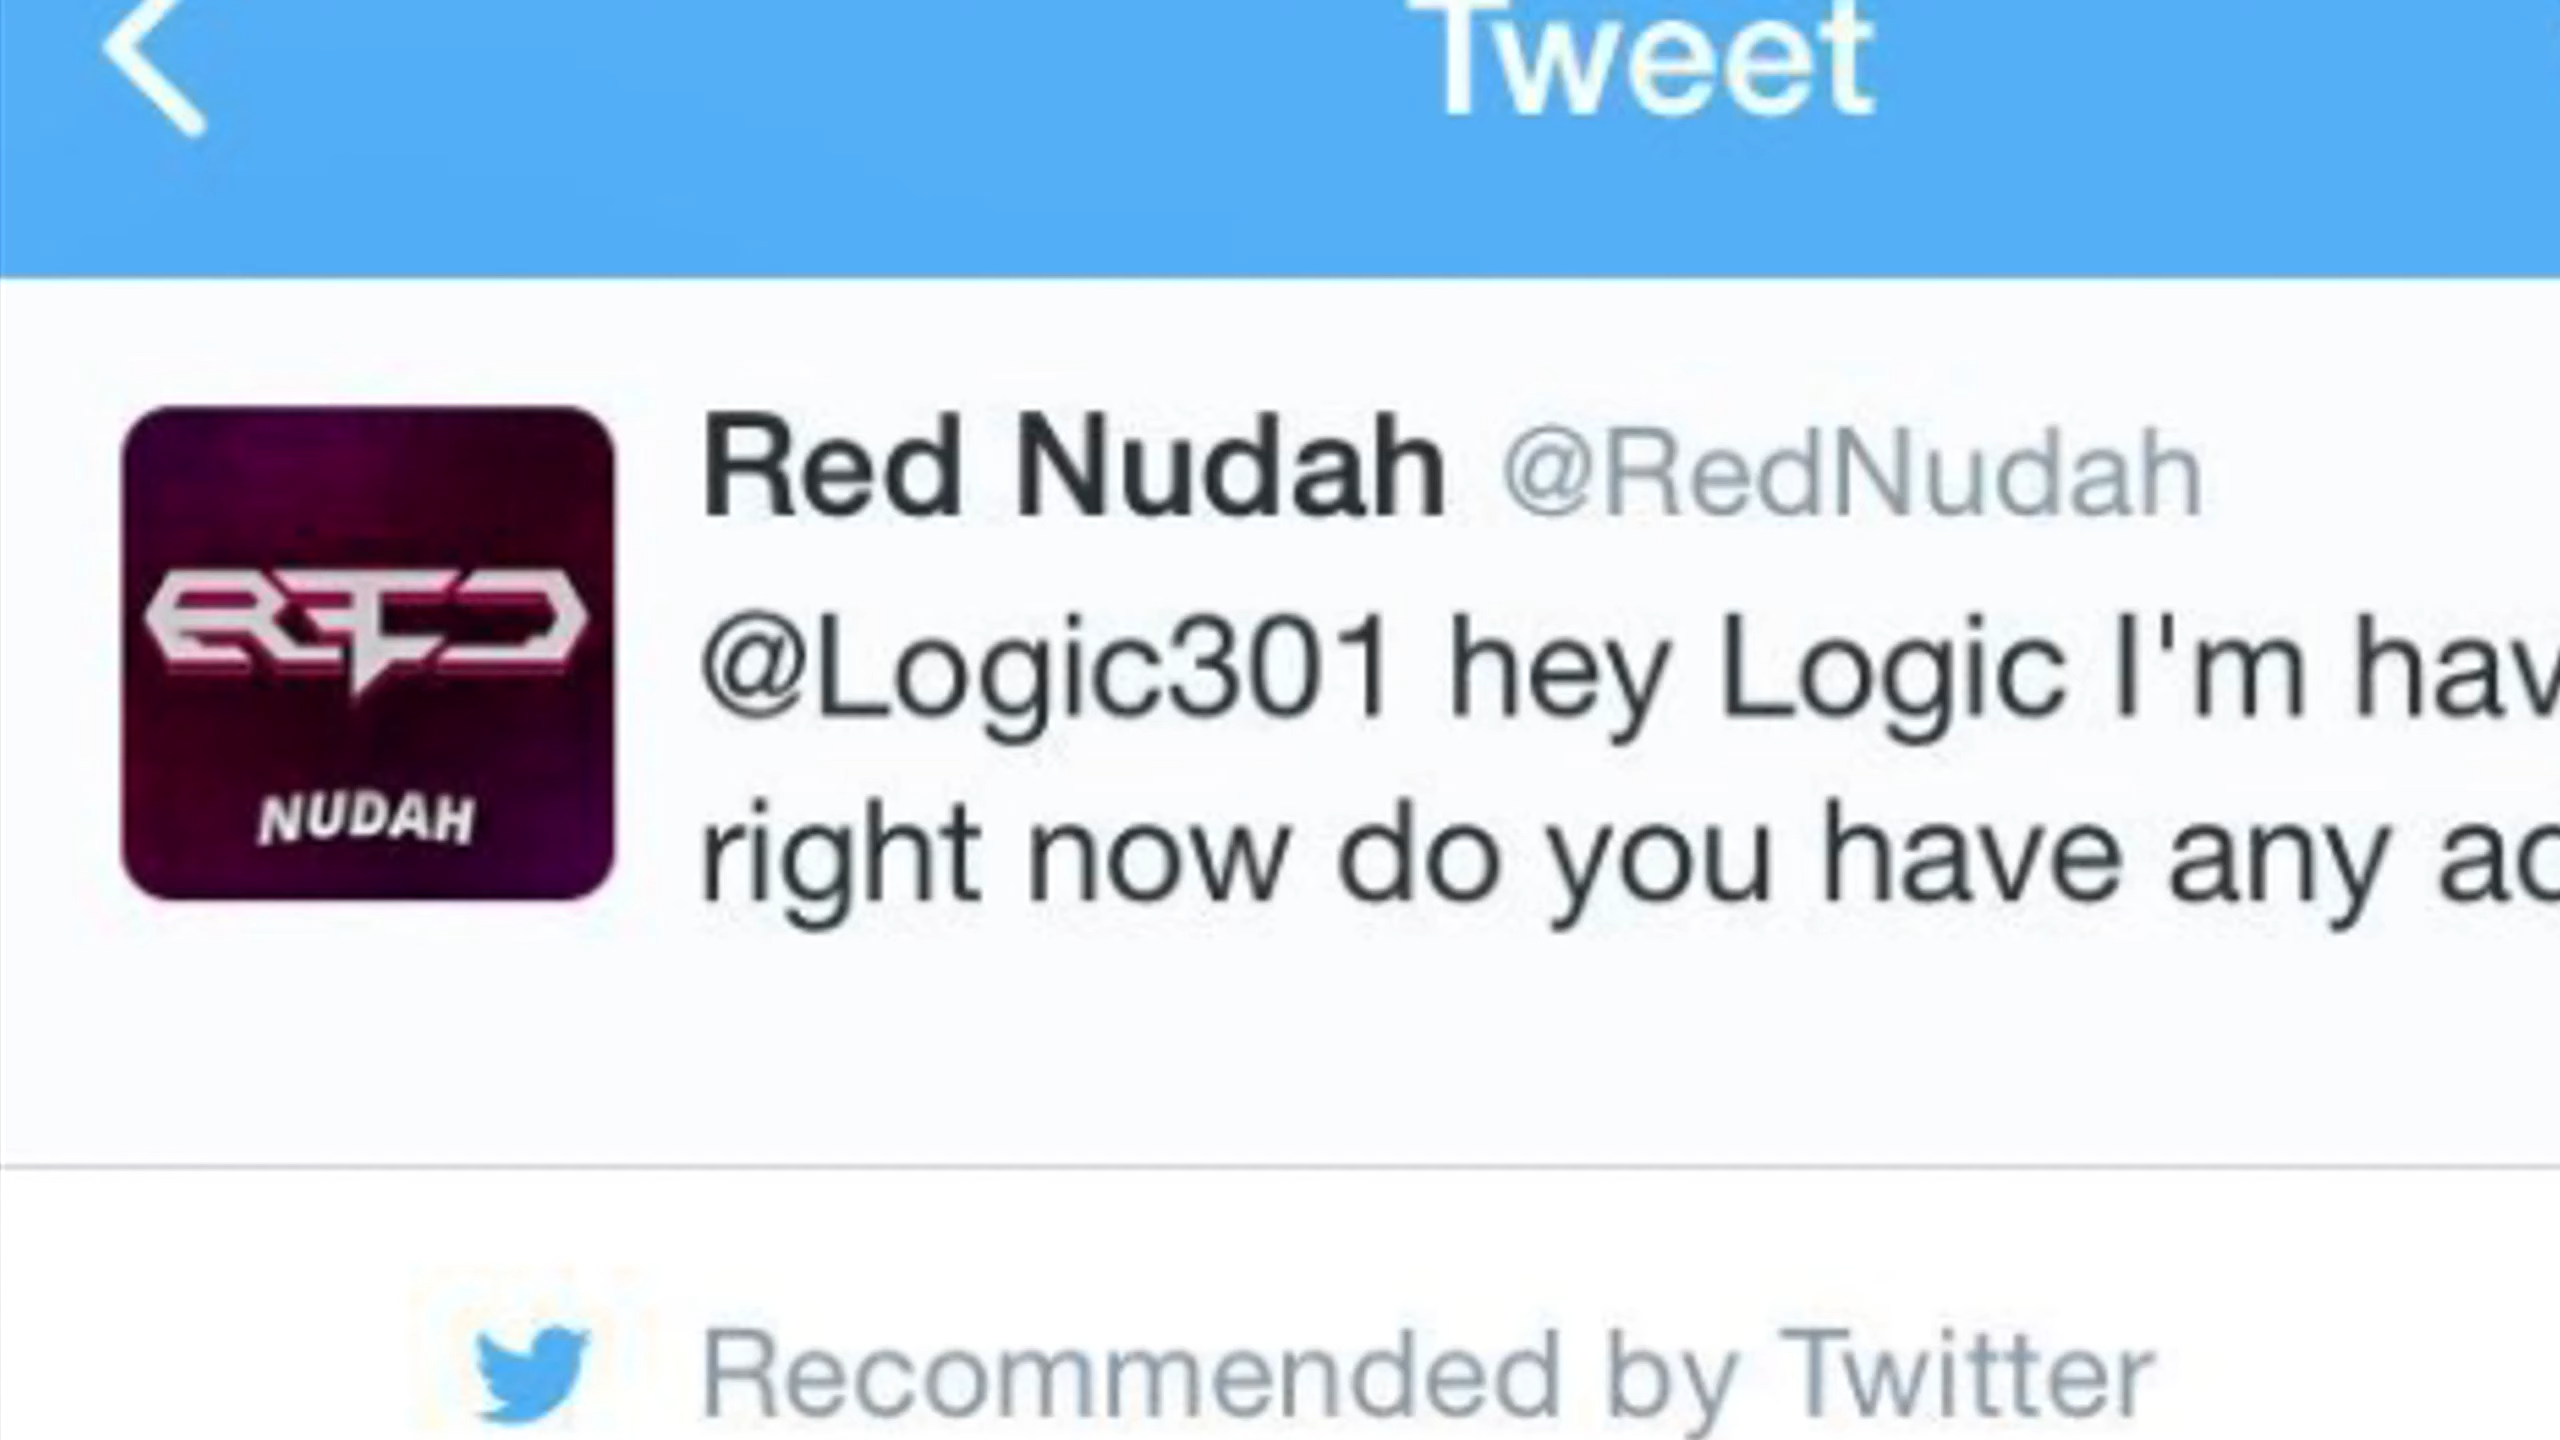 Tweet
Red Nudah @RedNudah
@Logic301 hey Logic I'm hav
right now do you have any
RED
NUDAH
Recommended by Twitter